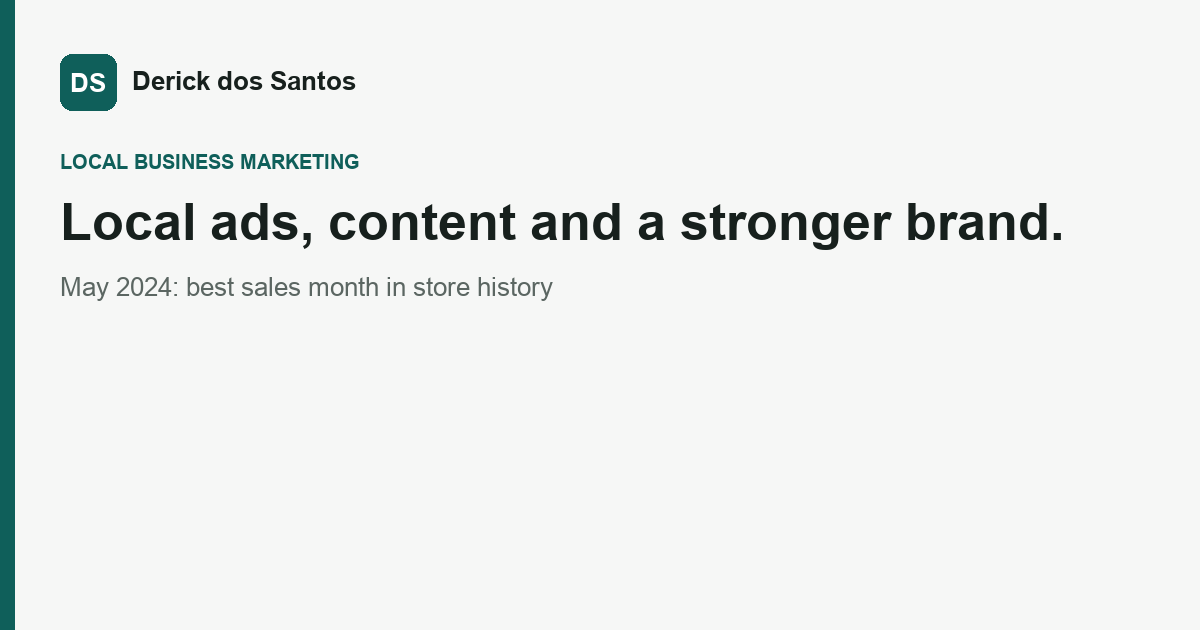 DS
Derick dos Santos
LOCAL BUSINESS MARKETING
Local ads, content and a stronger brand.
May 2024: best sales month in store history